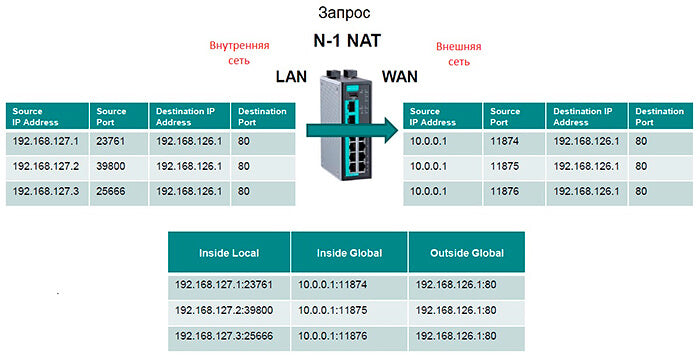 Запрос
N-1 NAT
Внутренняя сеть
Внешняя сеть
LAN
WAN
Source IP Address Source Port Destination IP Address Destination Port
192.168.127.1 23761 192.168.126.1 80
192.168.127.2 39800 192.168.126.1 80
192.168.127.3 25666 192.168.126.1 80
Source IP Address Source Port Destination IP Address Destination Port
10.0.0.1 11874 192.168.126.1 80
10.0.0.1 11875 192.168.126.1 80
10.0.0.1 11876 192.168.126.1 80
Inside Local Inside Global Outside Global
192.168.127.1:23761 10.0.0.1:11874 192.168.126.1:80
192.168.127.2:39800 10.0.0.1:11875 192.168.126.1:80
192.168.127.3:25666 10.0.0.1:11876 192.168.126.1:80